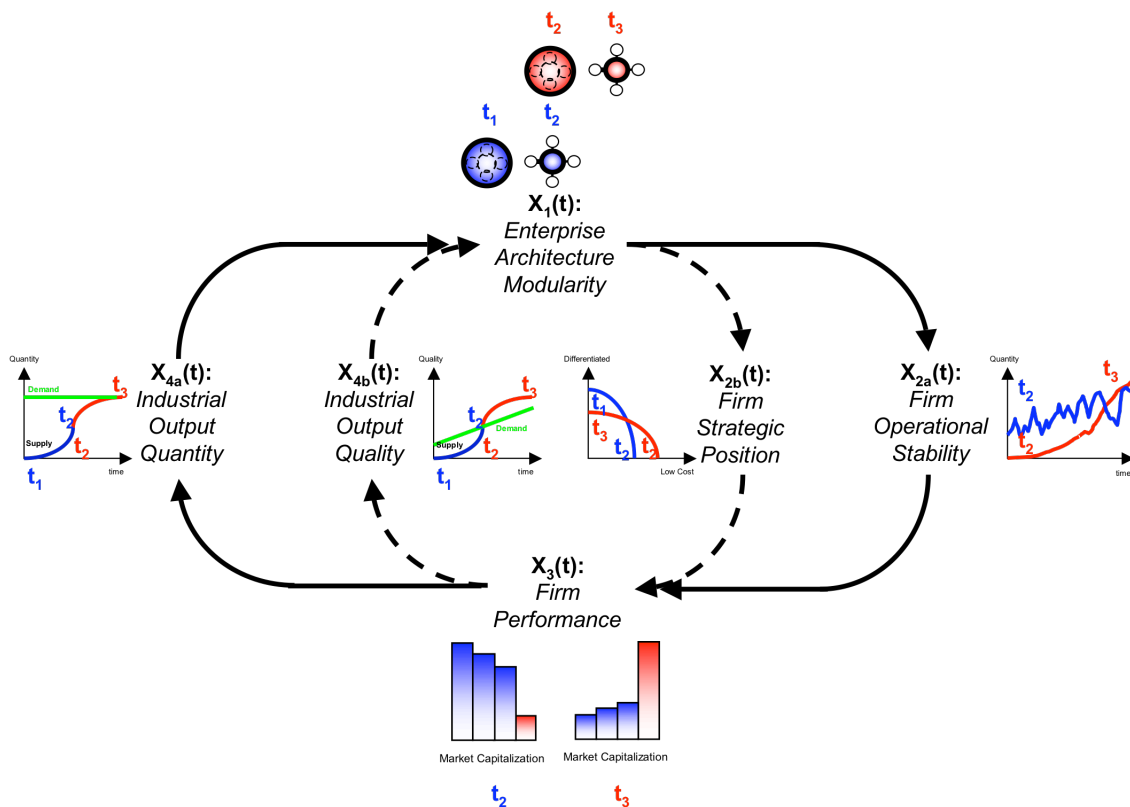 t2 t3
t1 t2
X1(t):
Enterprise
Architecture
Modularity
Quantity
Demand
t3
t2
Supply
t2
t1
time
X4a(t):
Industrial
Output
Quantity
X4b(t):
Industrial
Output
Quality
Quality
t3
t2
Demand
Supply
t2
t1
time
Differentiated
t1
t3
t2
t2
Low Cost
X2b(t):
Firm
Strategic
Position
X2a(t):
Firm
Operational
Stability
Quantity
t3
t2
t2
time
X3(t):
Firm
Performance
Market Capitalization
Market Capitalization
t2
t3